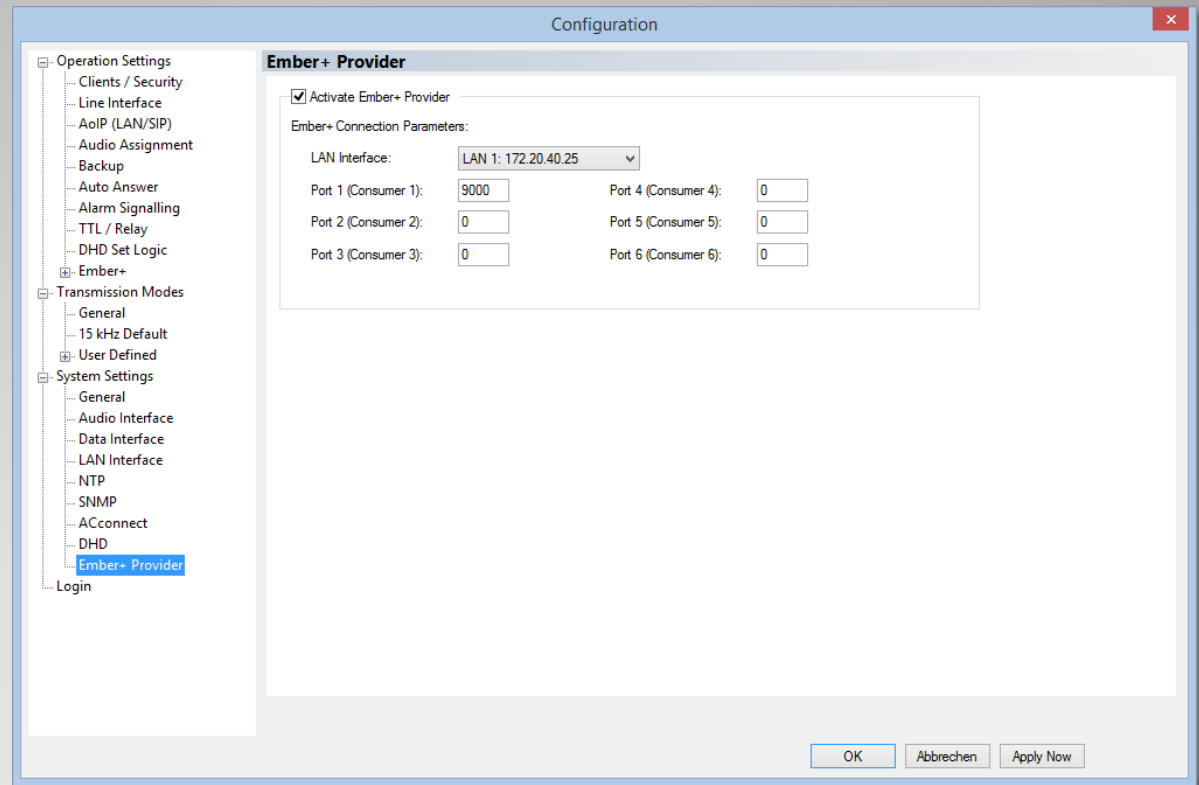 Configuration
Operation Settings
Clients / Security
Line Interface
AoIP (LAN/SIP)
Audio Assignment
Backup
Auto Answer
Alarm Signalling
TTL / Relay
DHD Set Logic
Ember+
Transmission Modes
General
15 kHz Default
User Defined
System Settings
General
Audio Interface
Data Interface
LAN Interface
NTP
SNMP
ACconnect
DHD
Ember+ Provider
Login
Ember+ Provider
Activate Ember+ Provider
Ember+ Connection Parameters:
LAN Interface: LAN 1: 172.20.40.25
Port 1 (Consumer 1): 9000 Port 4 (Consumer 4): 0
Port 2 (Consumer 2): 0 Port 5 (Consumer 5): 0
Port 3 (Consumer 3): 0 Port 6 (Consumer 6): 0
OK Abbrechen Apply Now